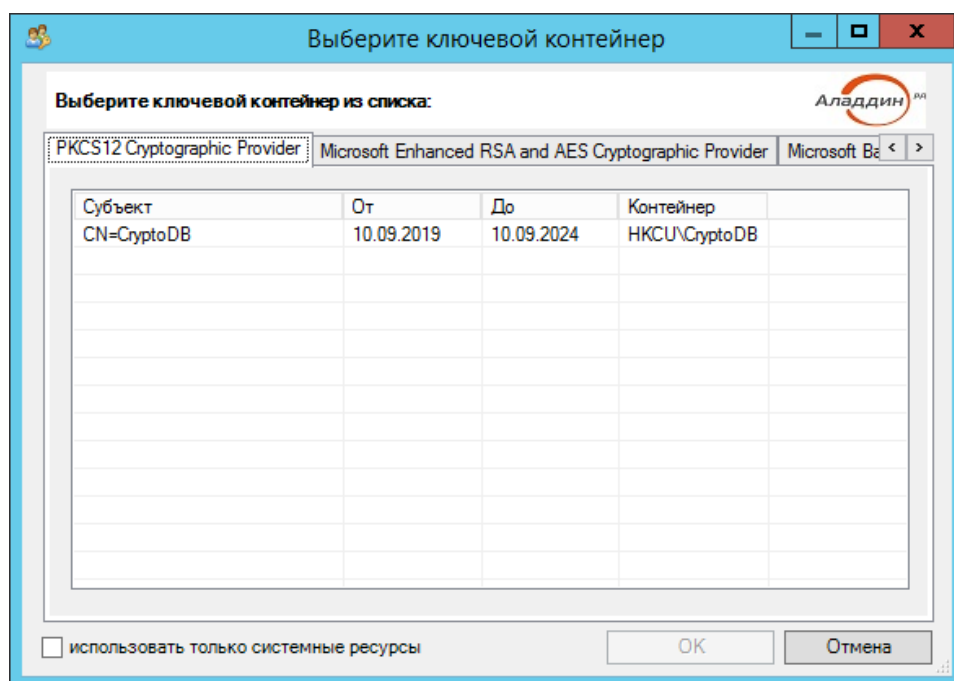 Выберите ключевой контейнер
Выберите ключевой контейнер из списка:
Аладдин РД
PKCS12 Cryptographic Provider Microsoft Enhanced RSA and AES Cryptographic Provider Microsoft Ba
Субъект От До Контейнер
CN=CryptoDB 10.09.2019 10.09.2024 HKCU\CryptoDB
использовать только системные ресурсы OK Отмена